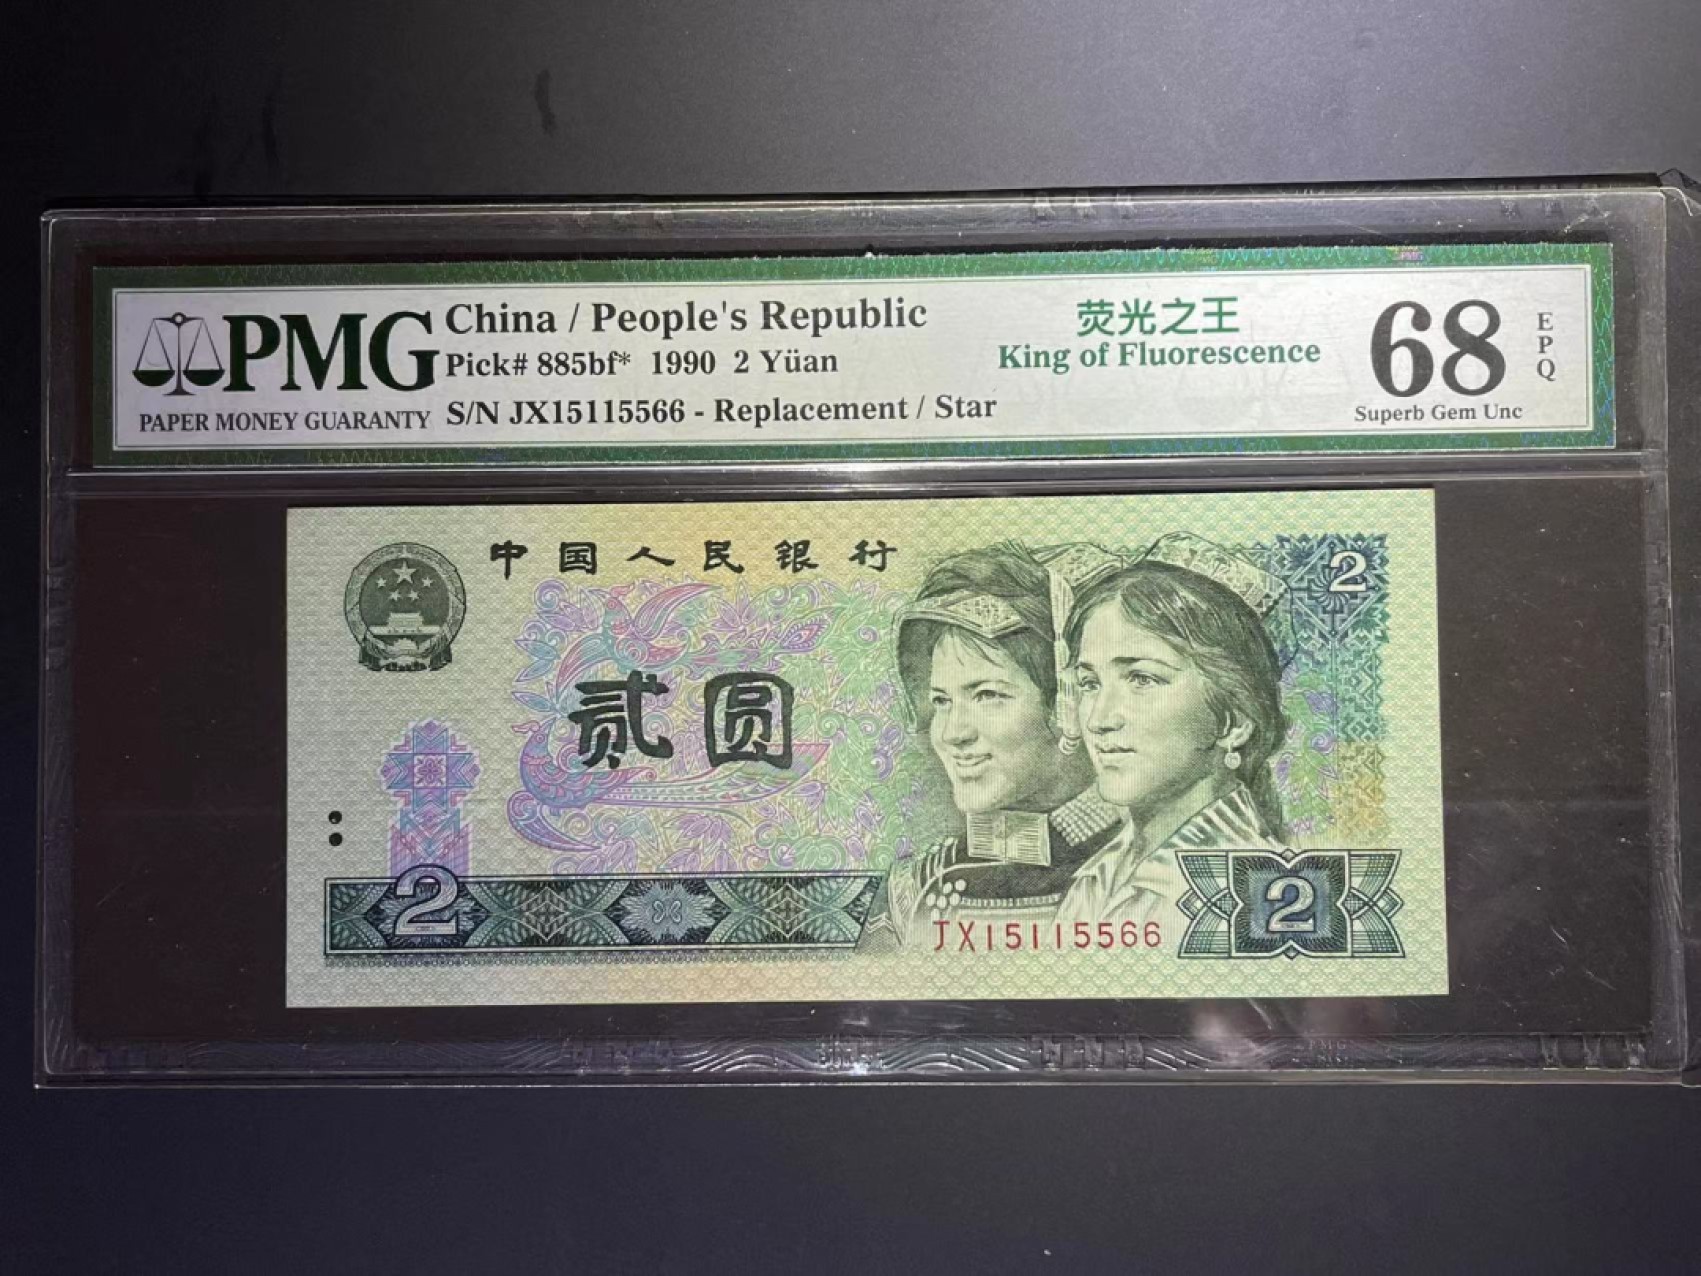 PMG
PAPER MONEY GUARANTY
China / People's Republic
Pick# 885bf* 1990 2 Yüan
S/N JX15115566 - Replacement / Star
荧光之王
King of Fluorescence
68
EPQ
Superb Gem Unc
中国人民银行
2
贰圆
2
JX15115566
2